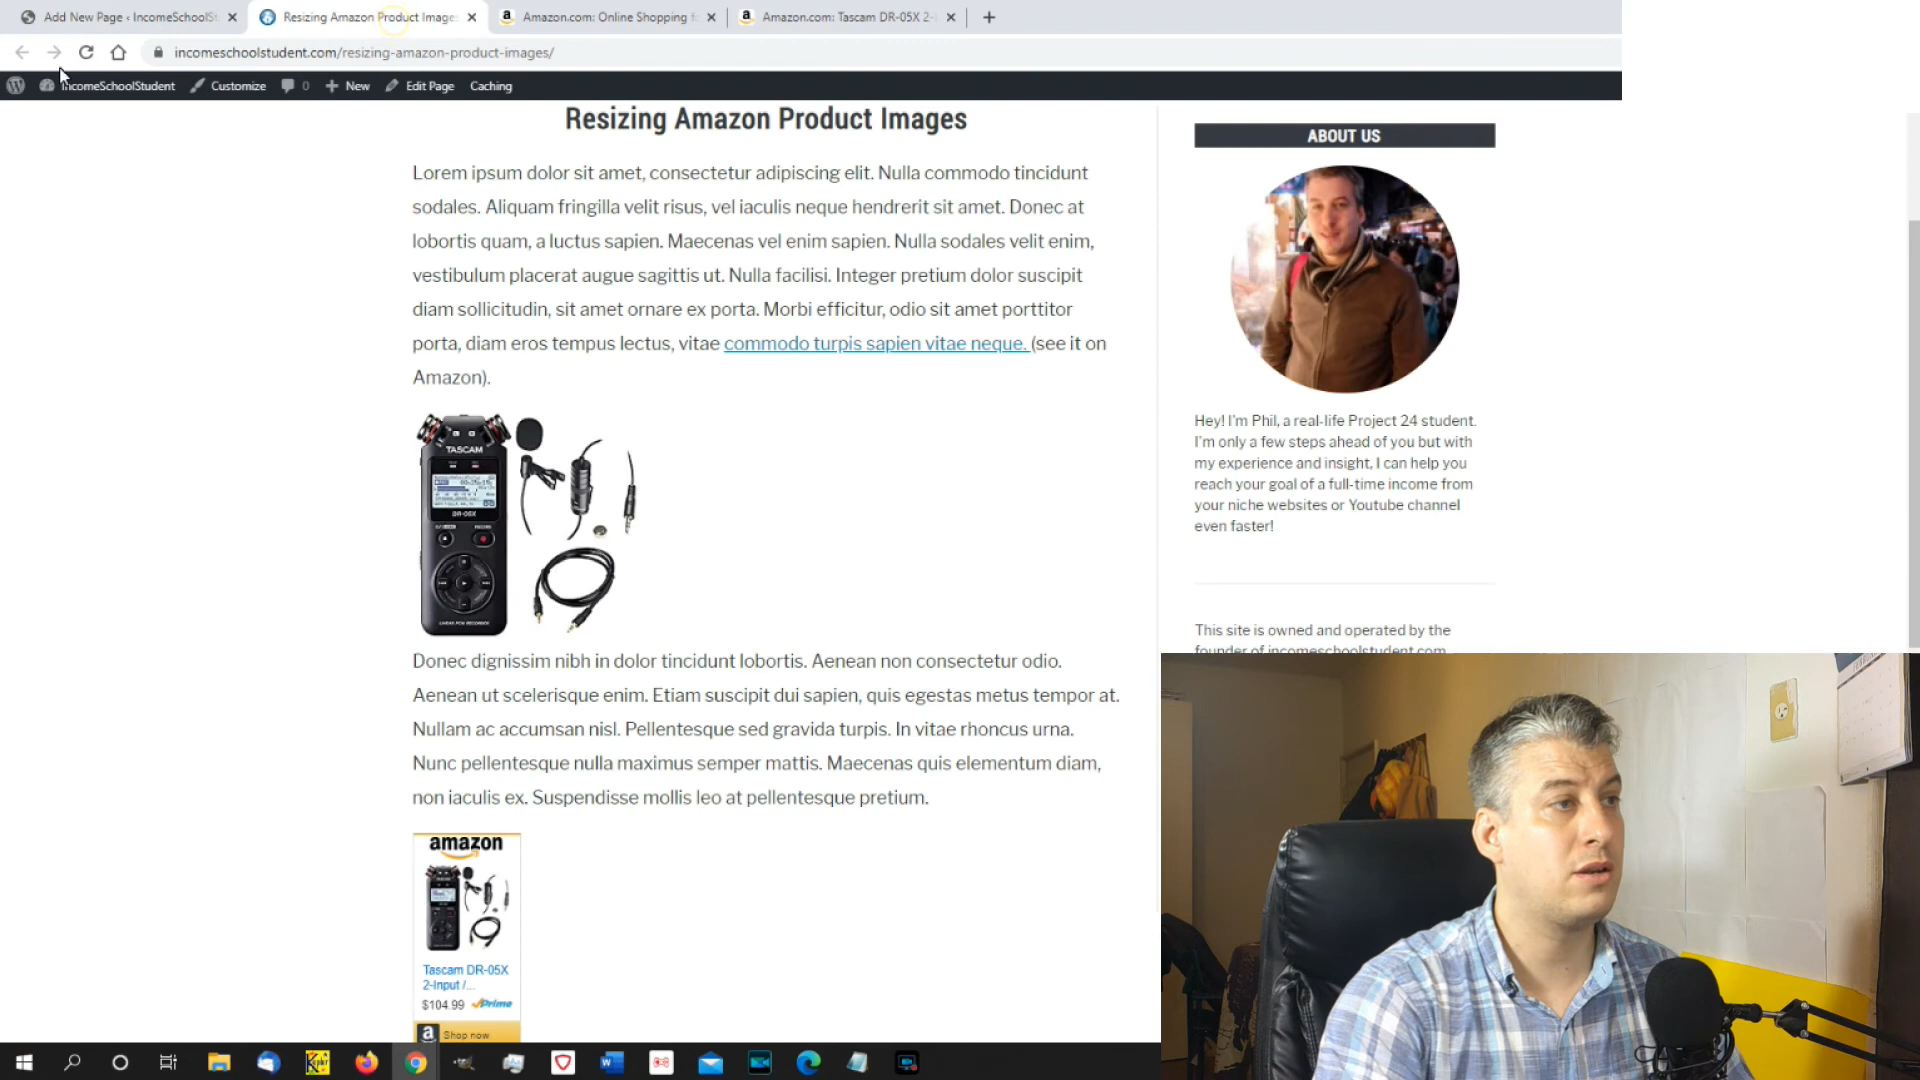 Add New Page ‹ IncomeSchoolSt
Resizing Amazon Product Image
Amazon.com: Online Shopping f
Amazon.com: Tascam DR-05X 2-
incomeschoolstudent.com/resizing-amazon-product-images/
IncomeSchoolStudent
Customize
0
New
Edit Page
Caching
Resizing Amazon Product Images
Lorem ipsum dolor sit amet, consectetur adipiscing elit. Nulla commodo tincidunt
sodales. Aliquam fringilla velit risus, vel iaculis neque hendrerit sit amet. Donec at
lobortis quam, a luctus sapien. Maecenas vel enim sapien. Nulla sodales velit enim,
vestibulum placerat augue sagittis ut. Nulla facilisi. Integer pretium dolor suscipit
diam sollicitudin, sit amet ornare ex porta. Morbi efficitur, odio sit amet porttitor
porta, diam eros tempus lectus, vitae commodo turpis sapien vitae neque. (see it on
Amazon).
TASCAM
DR-05X
LINEAR PCM RECORDER
Donec dignissim nibh in dolor tincidunt lobortis. Aenean non consectetur odio.
Aenean ut scelerisque enim. Etiam suscipit dui sapien, quis egestas metus tempor at.
Nullam ac accumsan nisl. Pellentesque sed gravida turpis. In vitae rhoncus urna.
Nunc pellentesque nulla maximus semper mattis. Maecenas quis elementum diam,
non iaculis ex. Suspendisse mollis leo at pellentesque pretium.
amazon
Tascam DR-05X
2-Input /...
$104.99 Prime
Shop now
ABOUT US
Hey! I'm Phil, a real-life Project 24 student.
I'm only a few steps ahead of you but with
my experience and insight, I can help you
reach your goal of a full-time income from
your niche websites or Youtube channel
even faster!
This site is owned and operated by the
founder of incomeschoolstudent.com